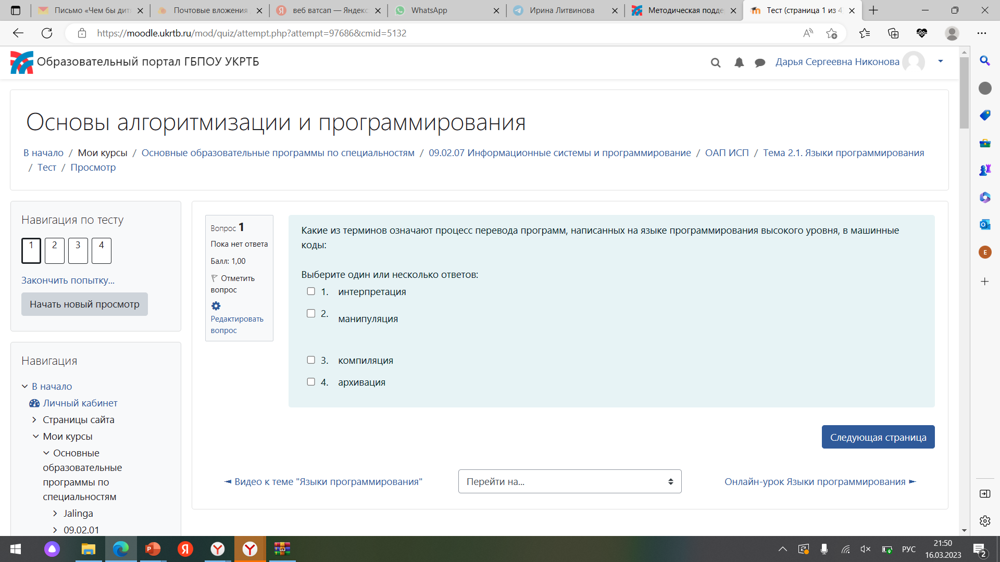 Письмо «Чем бы дит
Почтовые вложения
веб ватсап — Яндекс
WhatsApp
Ирина Литвинова
Методическая подде
Тест (страница 1 из 4
https://moodle.ukrtb.ru/mod/quiz/attempt.php?attempt=97686&cmid=5132
Образовательный портал ГБПОУ УКРТБ
Дарья Сергеевна Никонова
Основы алгоритмизации и программирования
В начало / Мои курсы / Основные образовательные программы по специальностям / 09.02.07 Информационные системы и программирование / ОАП ИСП / Тема 2.1. Языки программирования
/ Тест / Просмотр
Навигация по тесту
1 2 3 4
Закончить попытку...
Начать новый просмотр
Навигация
В начало
Личный кабинет
Страницы сайта
Мои курсы
Основные
образовательные
программы по
специальностям
Jalinga
09.02.01
Вопрос 1
Пока нет ответа
Балл: 1,00
Отметить
вопрос
Редактировать
вопрос
Какие из терминов означают процесс перевода программ, написанных на языке программирования высокого уровня, в машинные
коды:
Выберите один или несколько ответов:
1. интерпретация
2. манипуляция
3. компиляция
4. архивация
Следующая страница
◄ Видео к теме "Языки программирования"
Перейти на...
Онлайн-урок Языки программирования ►
E
РУС
21:50
16.03.2023
2